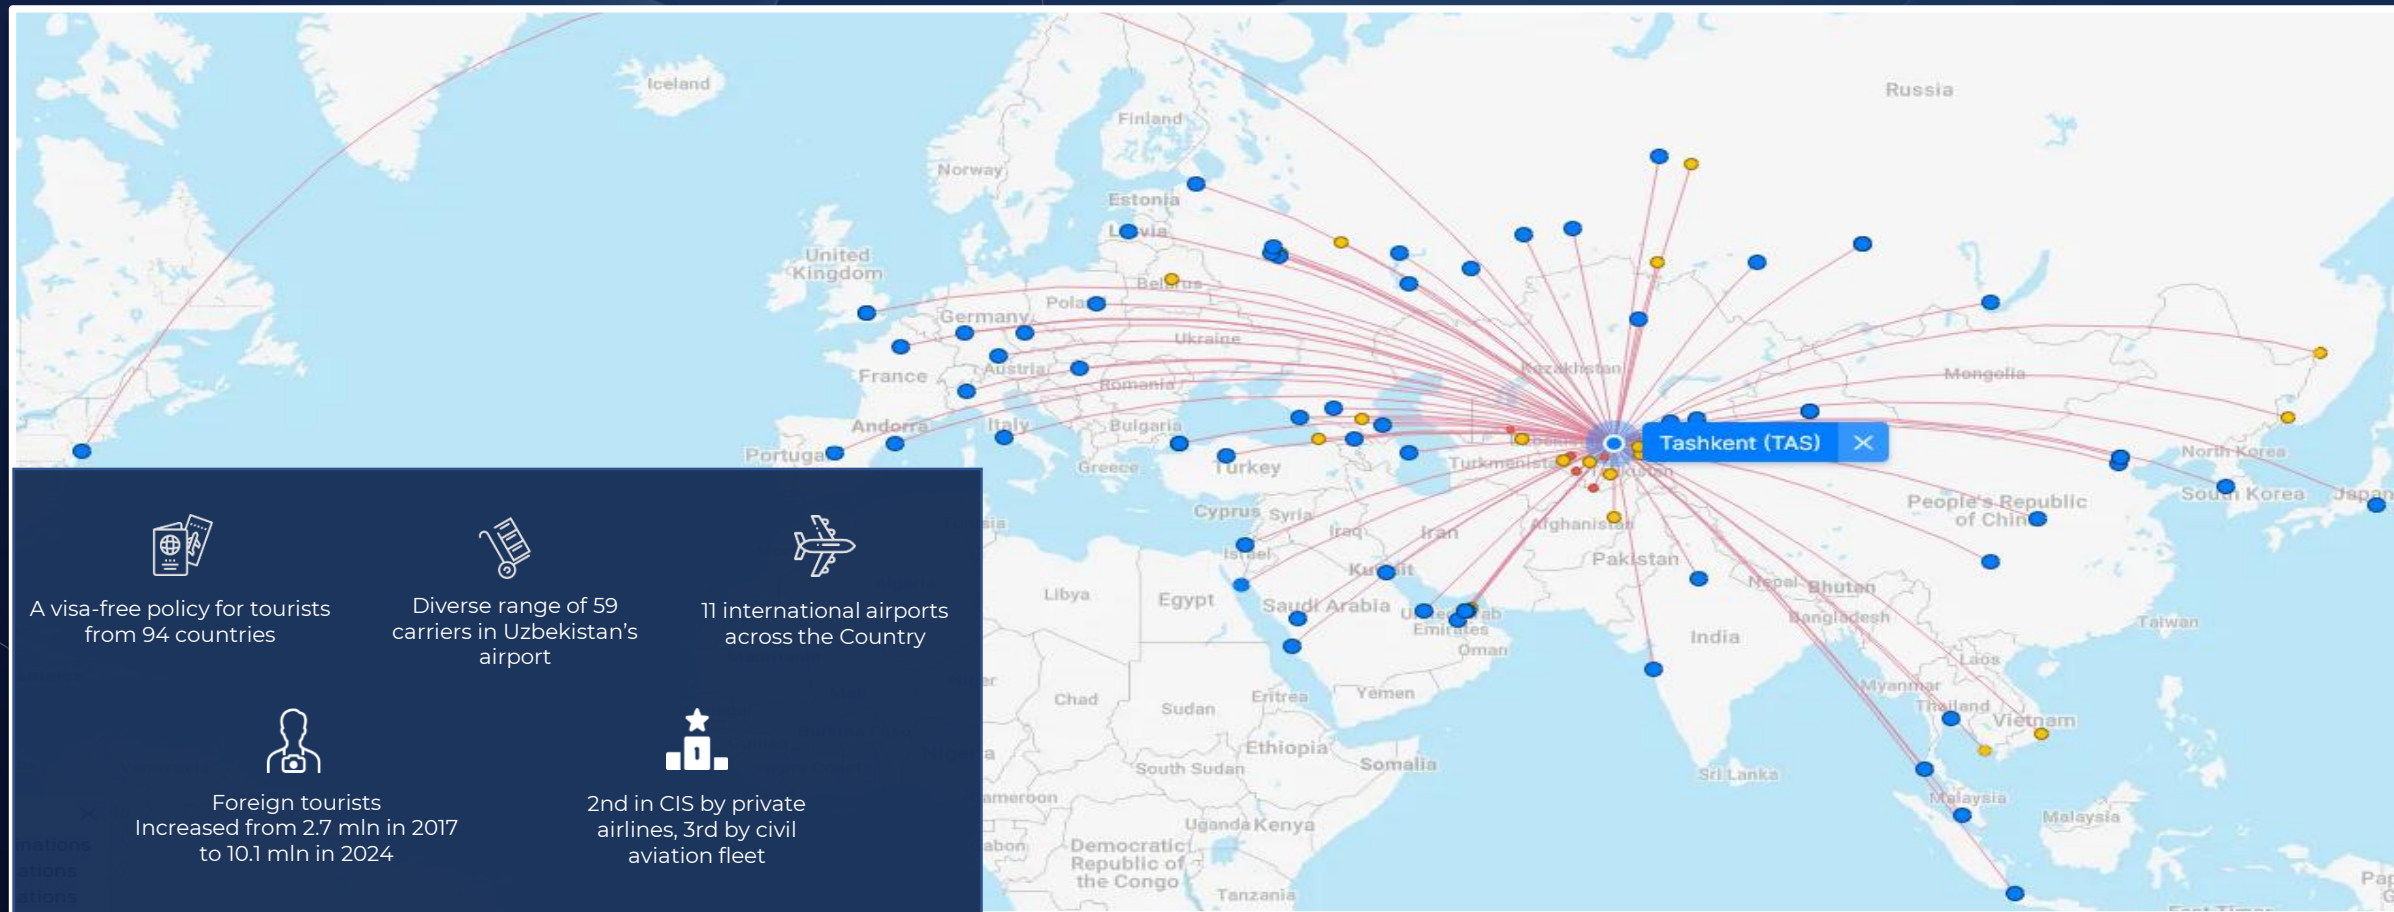 Iceland
Russia
Finland
Norway
Estonia
United
Kingdom
Belarus
Germany
Ukraine
France
Austria
Kazakhstan
Mongolia
Romania
Andorra
Italy
Bulgaria
Tashkent (TAS)
Greece
Turkey
North Korea
South Korea
Japan
People's Republic
of China
Cyprus
Syria
Iraq
Iran
Afghanistan
Israel
Kuwait
Pakistan
Nepal
Bhutan
Libya
Egypt
Saudi Arabia
Emirates
Bangladesh
Taiwan
India
Oman
Laos
Myanmar
Chad
Sudan
Eritrea
Yemen
Thailand
Vietnam
Ethiopia
South Sudan
Somalia
Sri Lanka
Malaysia
Malaysia
Uganda
Kenya
Democratic
Republic of
the Congo
Tanzania
A visa-free policy for tourists
from 94 countries
Diverse range of 59
carriers in Uzbekistan's
airport
11 international airports
across the Country
Foreign tourists
Increased from 2.7 mln in 2017
to 10.1 mln in 2024
1
2nd in CIS by private
airlines, 3rd by civil
aviation fleet